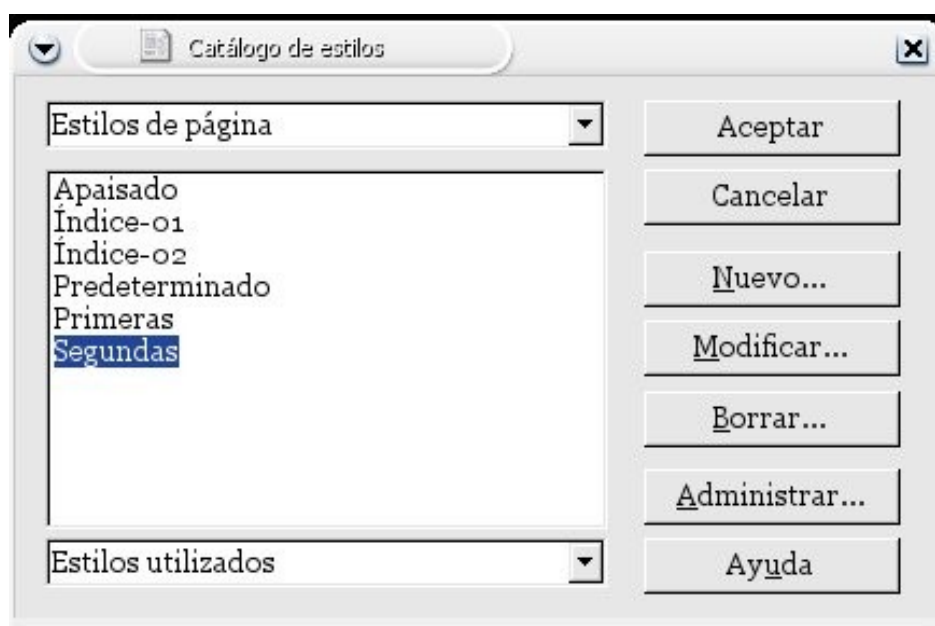 Catálogo de estilos
Estilos de página
Apaisado
Índice-01
Índice-02
Predeterminado
Primeras
Segundas
Estilos utilizados
Aceptar
Cancelar
Nuevo...
Modificar...
Borrar...
Administrar...
Ayuda